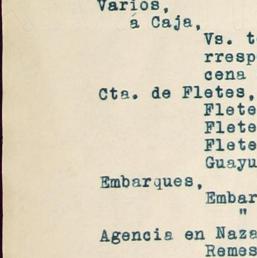 Varios,
á Caja,
Vs. t
rresp
cena
Cta. de Fletes,
Flete
Flete
Flete
Guayu
Embarques,
Embar
"
Agencia en Naza
Remes